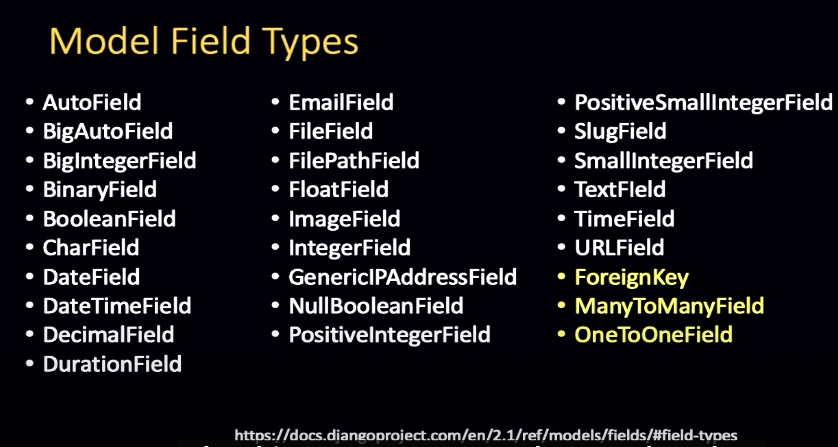 Model Field Types
• AutoField
• BigAutoField
• BigIntegerField
• BinaryField
• BooleanField
• CharField
• DateField
• DateTimeField
• DecimalField
• DurationField
• EmailField
• FileField
• FilePathField
• FloatField
• ImageField
• IntegerField
• GenericIPAddressField
• NullBooleanField
• PositiveIntegerField
• PositiveSmallIntegerField
• SlugField
• SmallIntegerField
• TextFIeld
• TimeField
• URLField
• ForeignKey
• ManyToManyField
• OneToOneField
https://docs.djangoproject.com/en/2.1/ref/models/fields/#field-types